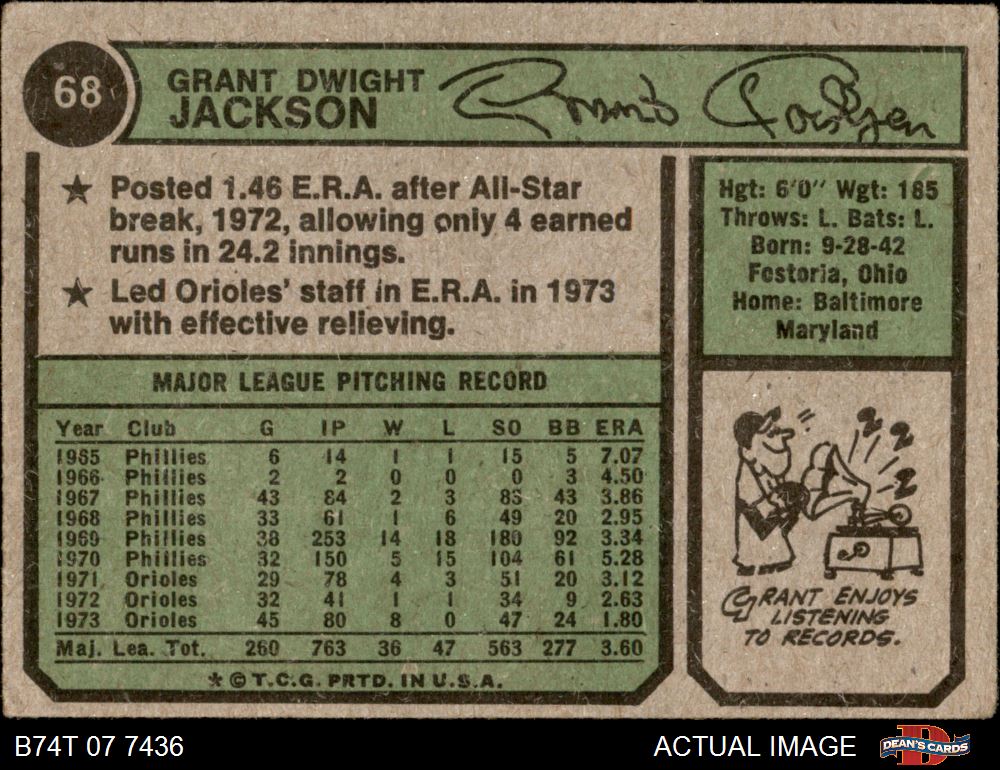 68
GRANT DWIGHT
JACKSON
★ Posted 1.46 E.R.A. after All-Star
break, 1972, allowing only 4 earned
runs in 24.2 innings.
★ Led Orioles' staff in E.R.A. in 1973
with effective relieving.
Hgt: 6'0" Wgt: 185
Throws: L. Bats: L.
Born: 9-28-42
Fostoria, Ohio
Home: Baltimore
Maryland
MAJOR LEAGUE PITCHING RECORD
Year Club G IP W L SO BB ERA
1965 Phillies 6 14 1 1 15 5 7.07
1966 Phillies 2 2 0 0 0 3 4.50
1967 Phillies 43 84 2 3 83 43 3.86
1968 Phillies 33 61 1 6 49 20 2.95
1969 Phillies 38 253 14 18 180 92 3.34
1970 Phillies 32 150 5 15 104 61 5.28
1971 Orioles 29 78 4 3 51 20 3.12
1972 Orioles 32 41 1 1 34 9 2.63
1973 Orioles 45 80 8 0 47 24 1.80
Maj. Lea. Tot. 260 763 36 47 563 277 3.60
* © T.C.G. PRTD. IN U.S.A.
Z Z Z
GRANT ENJOYS
LISTENING
TO RECORDS.
B74T 07 7436
ACTUAL IMAGE
DEAN'S CARDS